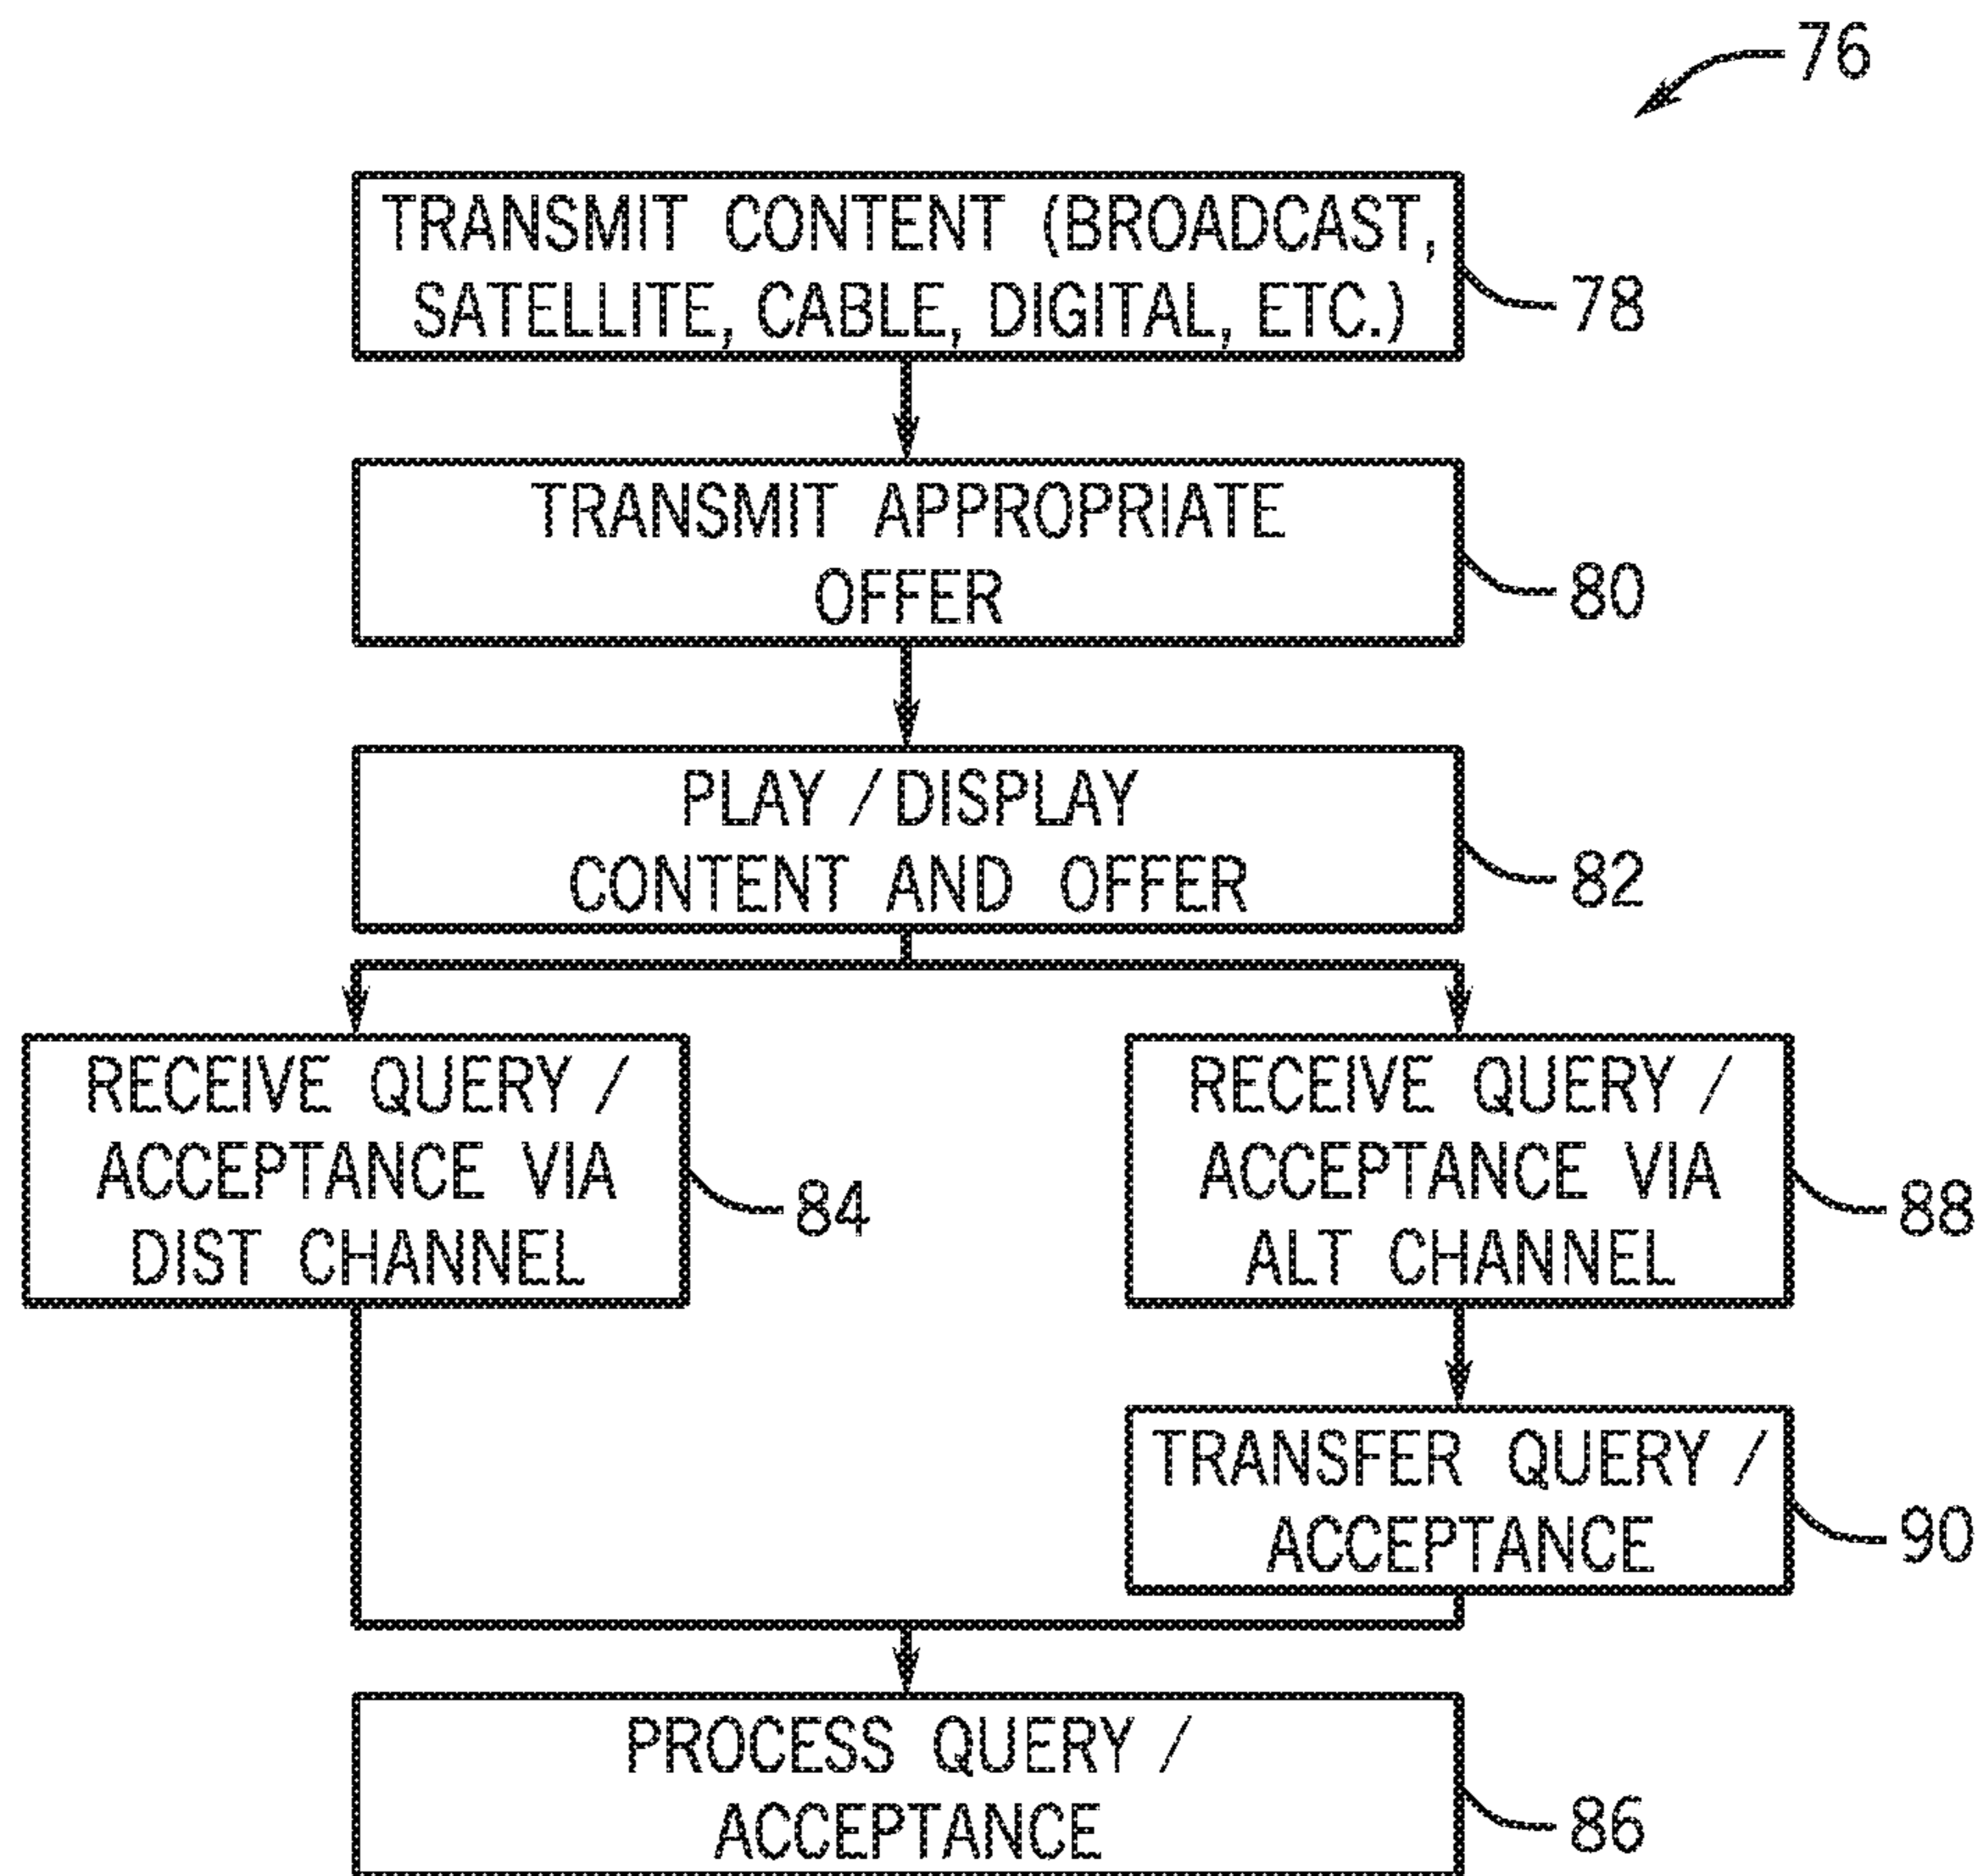 76
TRANSMIT CONTENT (BROADCAST,
SATELLITE, CABLE, DIGITAL, ETC.)
78
TRANSMIT APPROPRIATE
OFFER
80
PLAY / DISPLAY
CONTENT AND OFFER
82
RECEIVE QUERY /
ACCEPTANCE VIA
DIST CHANNEL
84
RECEIVE QUERY /
ACCEPTANCE VIA
ALT CHANNEL
88
TRANSFER QUERY /
ACCEPTANCE
90
PROCESS QUERY /
ACCEPTANCE
86